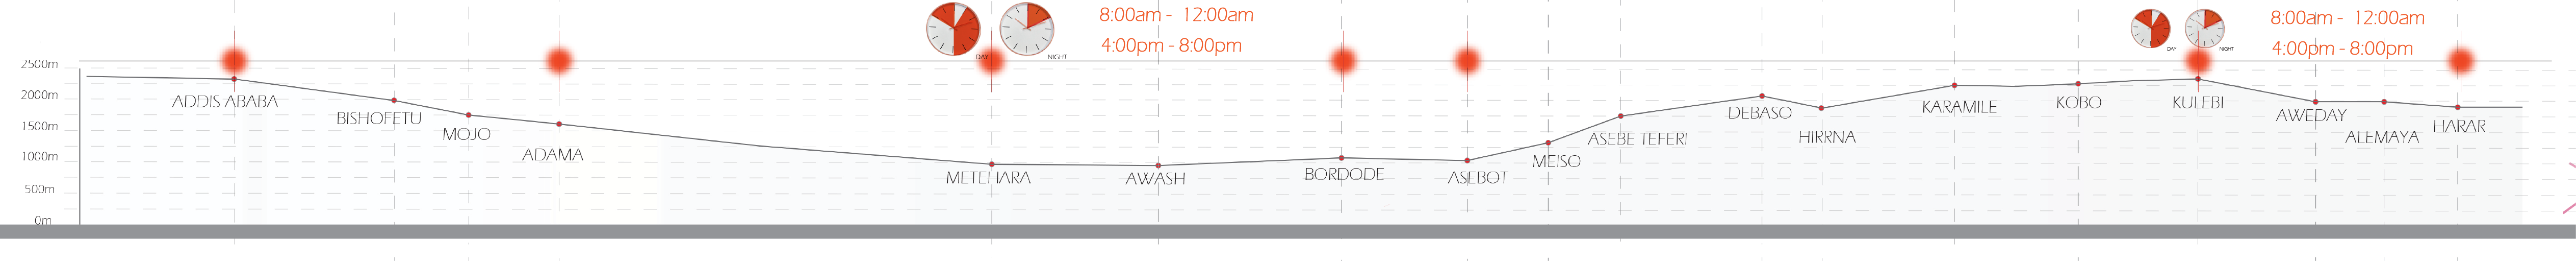 8:00am - 12:00am
4:00pm - 8:00pm
DAY
NIGHT
8:00am - 12:00am
4:00pm - 8:00pm
DAY
NIGHT
2500m
2000m
1500m
1000m
500m
0m
ADDIS ABABA
BISHOFETU
MOJO
ADAMA
METEHARA
AWASH
BORDODE
ASEBOT
MEISO
ASEBE TEFERI
DEBASO
HIRRNA
KARAMILE
KOBO
KULEBI
AWEDAY
ALEMAYA
HARAR